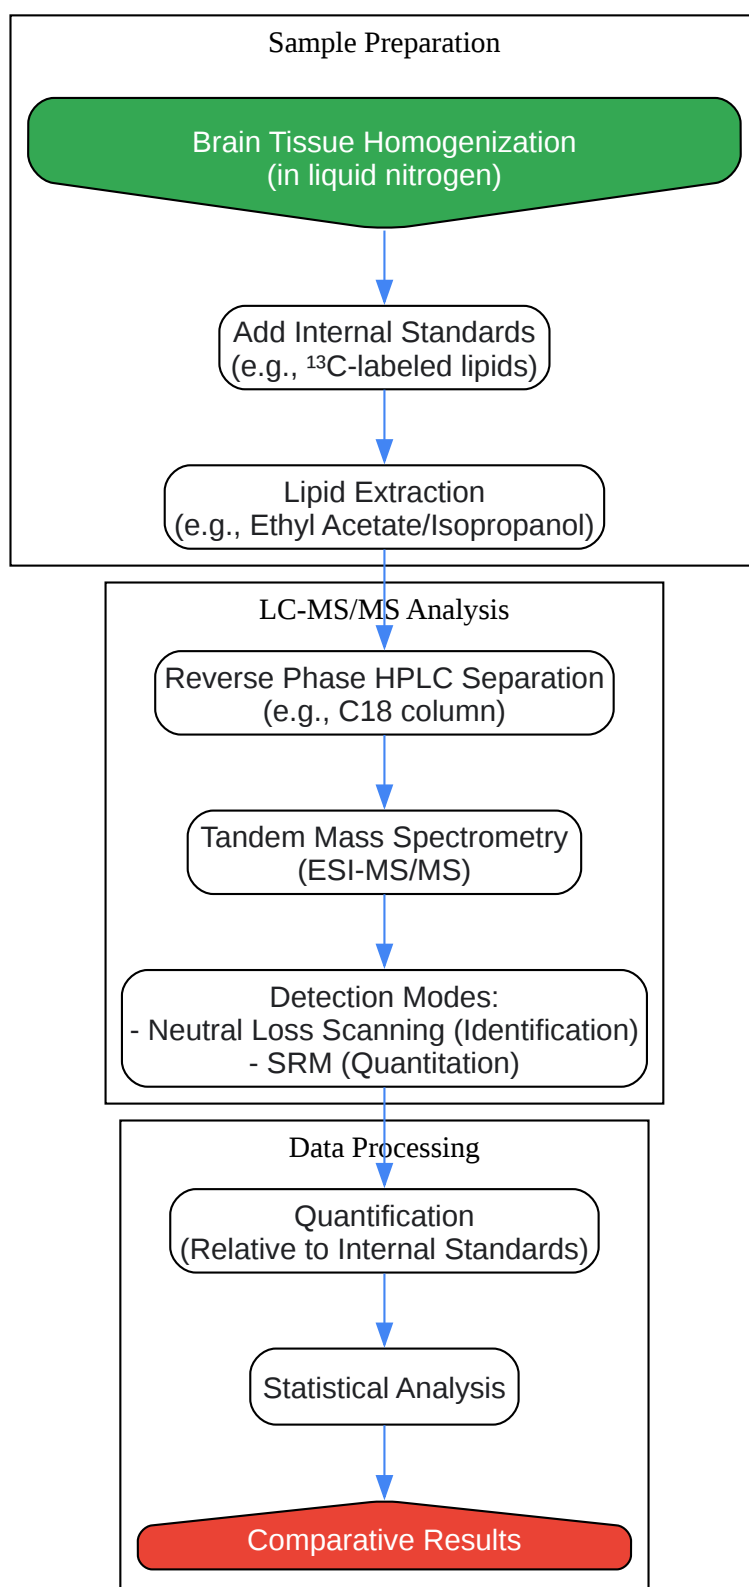 Sample Preparation
Brain Tissue Homogenization
(in liquid nitrogen)
Add Internal Standards
(e.g., ¹³C-labeled lipids)
Lipid Extraction
(e.g., Ethyl Acetate/Isopropanol)
LC-MS/MS Analysis
Reverse Phase HPLC Separation
(e.g., C18 column)
Tandem Mass Spectrometry
(ESI-MS/MS)
Detection Modes:
- Neutral Loss Scanning (Identification)
- SRM (Quantitation)
Data Processing
Quantification
(Relative to Internal Standards)
Statistical Analysis
Comparative Results